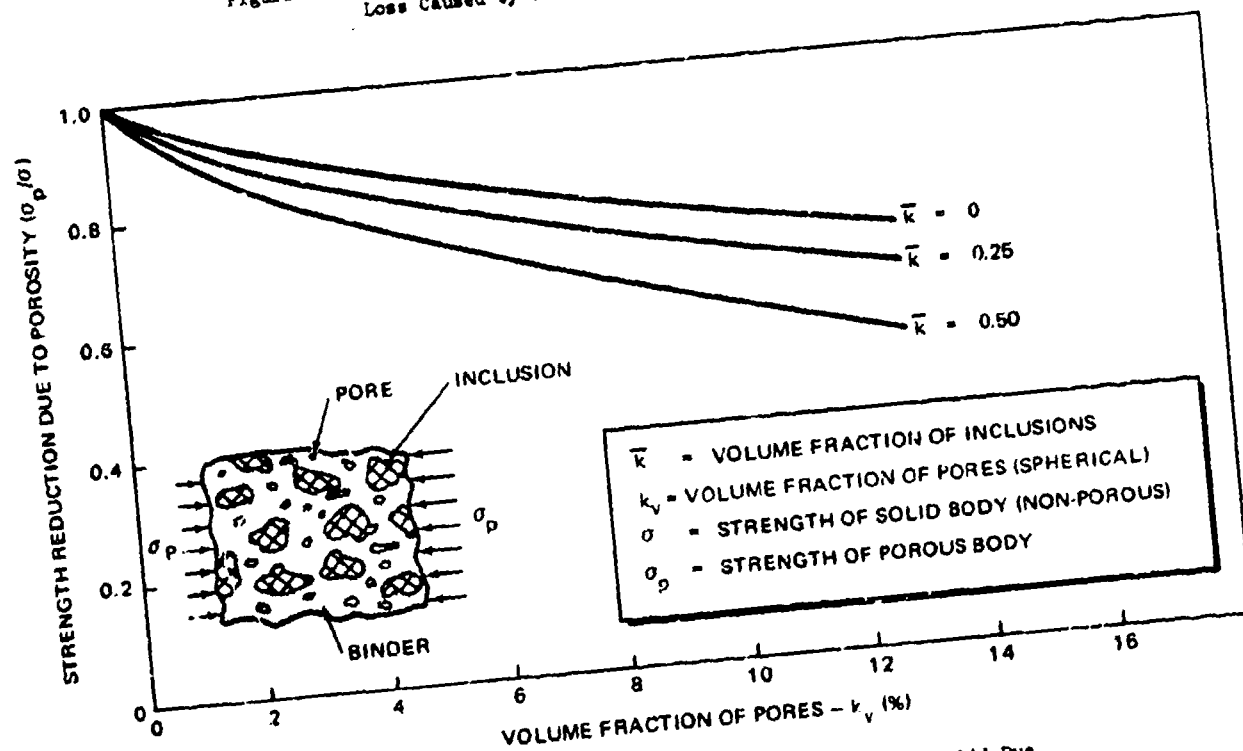 Loss Caused by
1.0
0.8
0.6
0.4
0.2
0
STRENGTH REDUCTION DUE TO POROSITY (σp/σ)
k̅ = 0
k̅ = 0.25
k̅ = 0.50
PORE
INCLUSION
σp
σp
BINDER
k̅ = VOLUME FRACTION OF INCLUSIONS
kv = VOLUME FRACTION OF PORES (SPHERICAL)
σ = STRENGTH OF SOLID BODY (NON-POROUS)
σp = STRENGTH OF POROUS BODY
0 2 4 6 8 10 12 14 16
VOLUME FRACTION OF PORES – kv (%)
Due